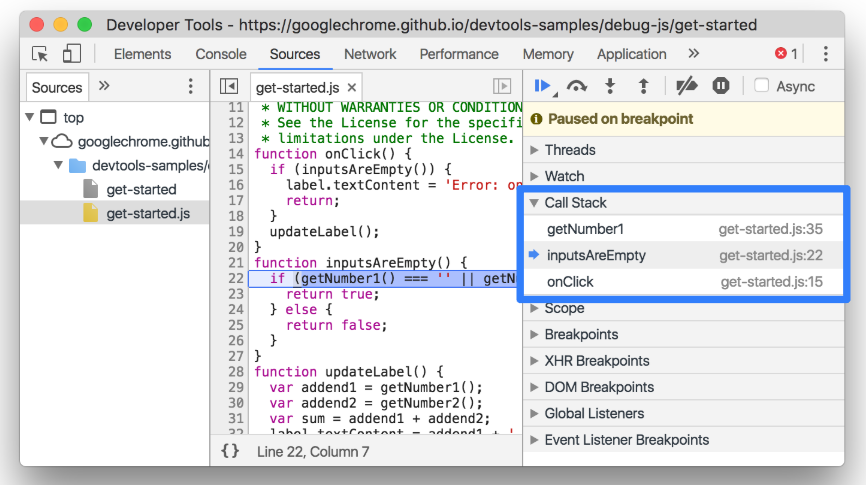 Developer Tools - https://googlechrome.github.io/devtools-samples/debug-js/get-started
Elements Console Sources Network Performance Memory Debug Application » 1
Sources »
top
googlechrome.github
devtools-samples/
get-started
get-started.js
get-started.js ×
11 * WITHOUT WARRANTIES OR CONDITION
12 * See the License for the specifi
13 * limitations under the License.
14 function onClick() {
15 if (inputsAreEmpty()) {
16 label.textContent = 'Error: on
17 return;
18 }
19 updateLabel();
20 }
21 function inputsAreEmpty() {
22 if (getNumber1() === '' || getN
23 return true;
24 } else {
25 return false;
26 }
27 }
28 function updateLabel() {
29 var addend1 = getNumber1();
30 var addend2 = getNumber2();
31 var sum = addend1 + addend2;
32 label.textContent = addend1 + '
{} Line 22, Column 7
Async
Paused on breakpoint
Threads
Watch
Call Stack
getNumber1 get-started.js:35
inputsAreEmpty get-started.js:22
onClick get-started.js:15
Scope
Breakpoints
XHR Breakpoints
DOM Breakpoints
Global Listeners
Event Listener Breakpoints